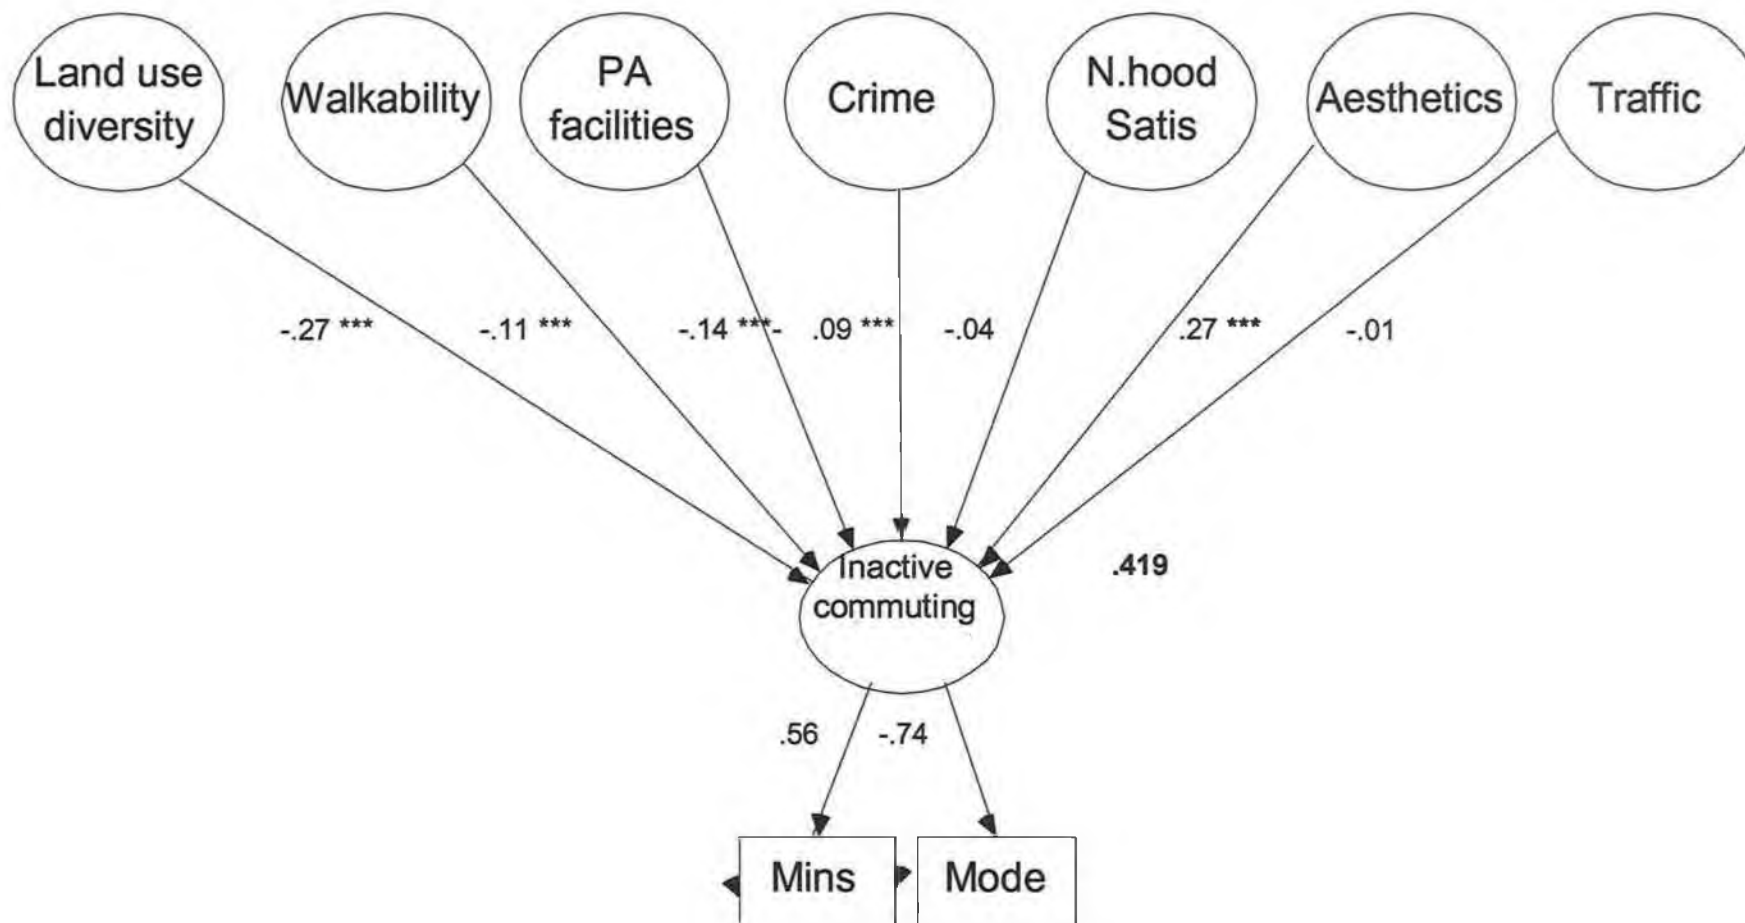 Land use
diversity
Walkability
PA
facilities
Crime
N.hood
Satis
Aesthetics
Traffic
-.27 ***
-.11 ***
-.14 ***-
.09 ***
-.04
.27 ***
-.01
Inactive
commuting
.419
.56
-.74
Mins
Mode